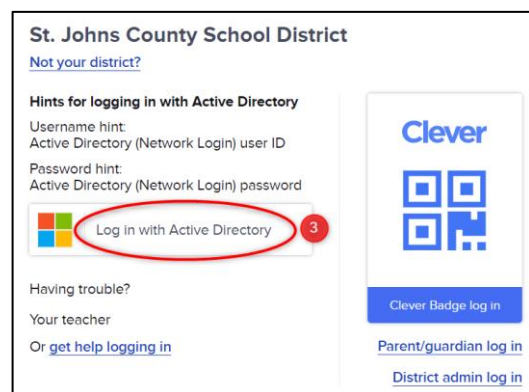 St. Johns County School District
Not your district?
Hints for logging in with Active Directory
Username hint:
Active Directory (Network Login) user ID
Password hint:
Active Directory (Network Login) password
Log in with Active Directory
3
Having trouble?
Your teacher
Or get help logging in
Clever
Clever Badge log in
Parent/guardian log in
District admin log in